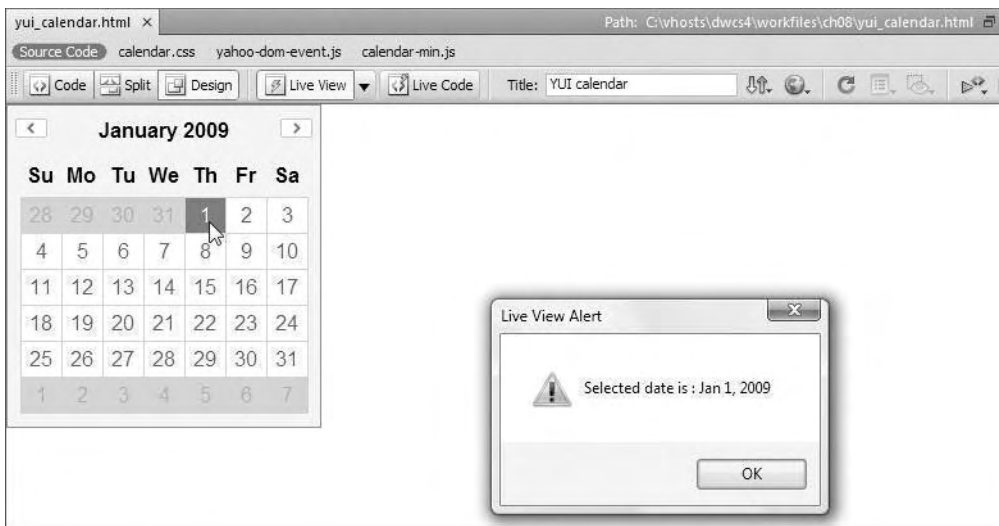 yui_calendar.html ×
Path: C:\vhosts\dwcs4\workfiles\ch08\yui_calendar.html
Source Code calendar.css yahoo-dom-event.js calendar-min.js
Code Split Design Live View Live Code Title: YUI calendar
< January 2009 >
Su Mo Tu We Th Fr Sa
28 29 30 31 1 2 3
4 5 6 7 8 9 10
11 12 13 14 15 16 17
18 19 20 21 22 23 24
25 26 27 28 29 30 31
1 2 3 4 5 6 7
Live View Alert
Selected date is : Jan 1, 2009
OK